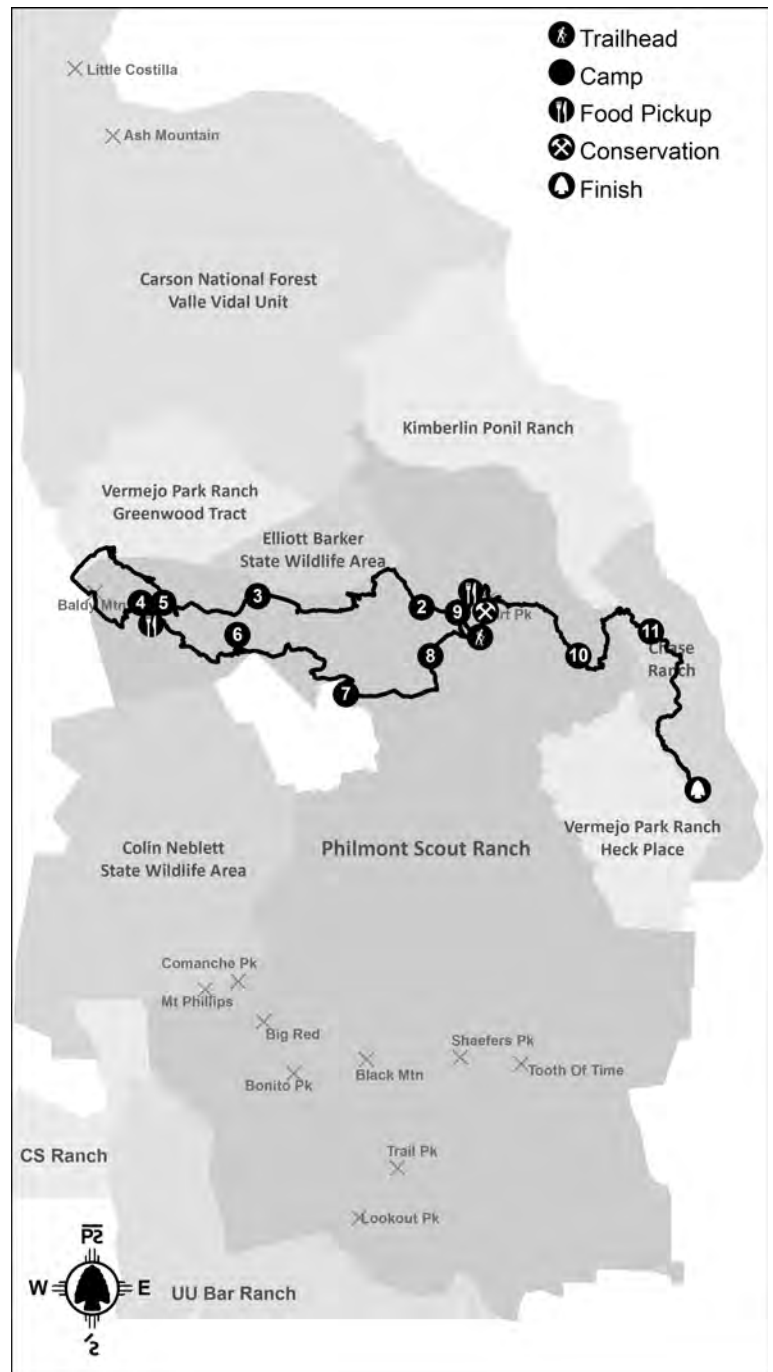 Trailhead
Camp
Food Pickup
Conservation
Finish
Little Costilla
Ash Mountain
Carson National Forest
Valle Vidal Unit
Kimberlin Ponil Ranch
Vermejo Park Ranch
Greenwood Tract
Elliott Barker
State Wildlife Area
Baldy Mtn
4
5
3
2
9
Pk
6
8
10
11
Chase
Ranch
7
Vermejo Park Ranch
Heck Place
Colin Neblett
State Wildlife Area
Philmont Scout Ranch
Comanche Pk
Mt Phillips
Big Red
Bonito Pk
Black Mtn
Shaefers Pk
Tooth Of Time
Trail Pk
Lookout Pk
CS Ranch
W
E
UU Bar Ranch